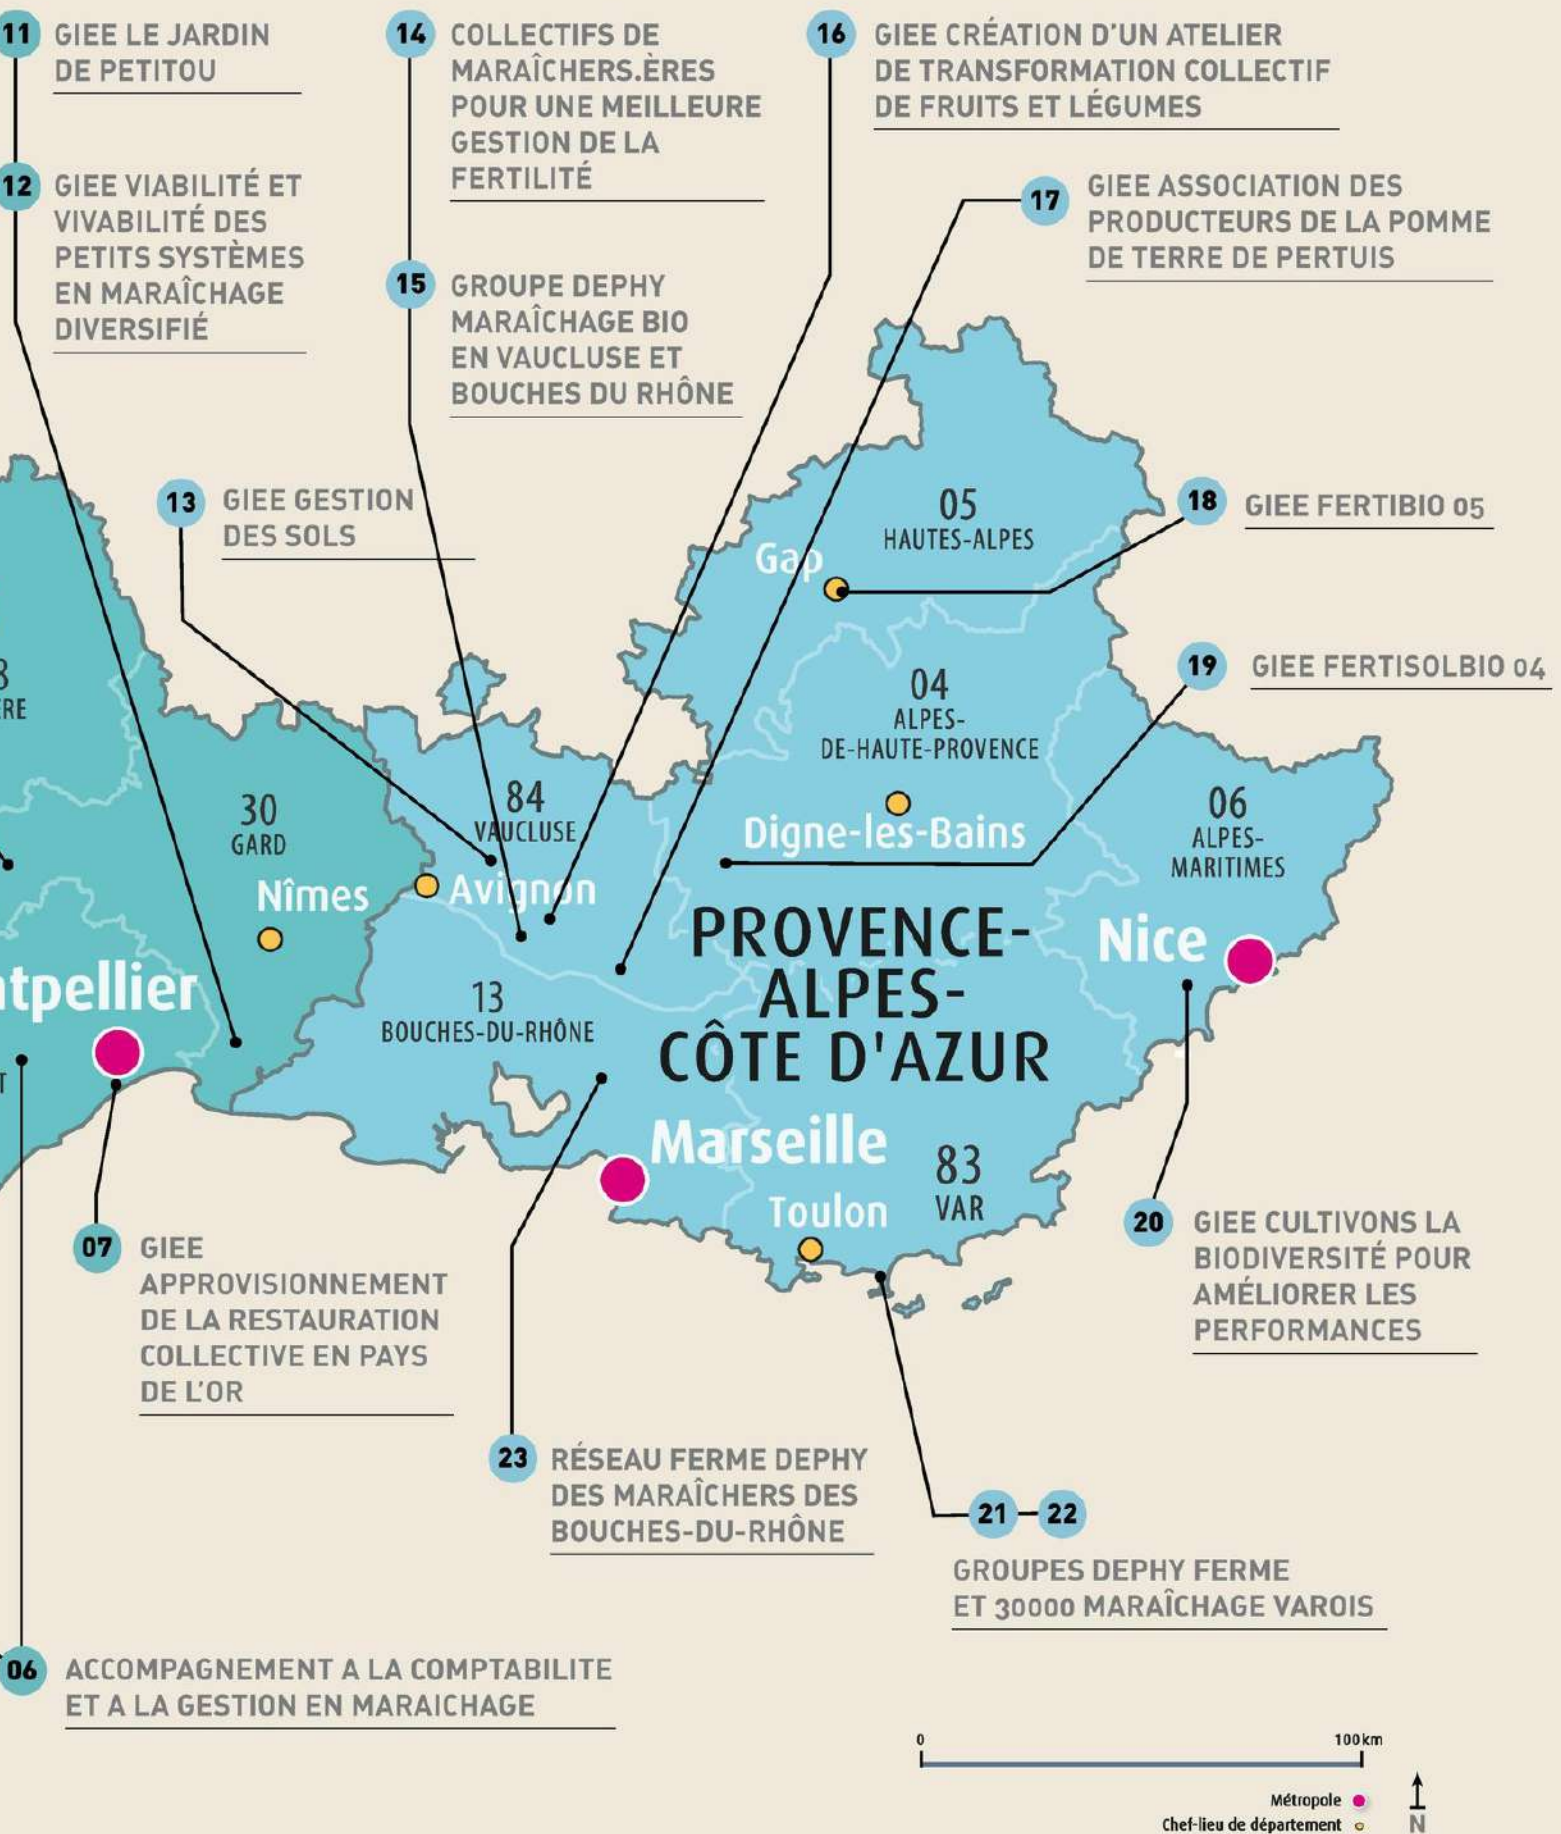 11
GIEE LE JARDIN
DE PETITOU
12
GIEE VIABILITÉ ET
VIVABILITÉ DES
PETITS SYSTÈMES
EN MARAÎCHAGE
DIVERSIFIÉ
14
COLLECTIFS DE
MARAÎCHERS.ÈRES
POUR UNE MEILLEURE
GESTION DE LA
FERTILITÉ
15
GROUPE DEPHY
MARAÎCHAGE BIO
EN VAUCLUSE ET
BOUCHES DU RHÔNE
16
GIEE CRÉATION D'UN ATELIER
DE TRANSFORMATION COLLECTIF
DE FRUITS ET LÉGUMES
17
GIEE ASSOCIATION DES
PRODUCTEURS DE LA POMME
DE TERRE DE PERTUIS
13
GIEE GESTION
DES SOLS
18
GIEE FERTIBIO 05
05
HAUTES-ALPES
Gap
19
GIEE FERTISOLBIO 04
04
ALPES-
DE-HAUTE-PROVENCE
Digne-les-Bains
06
ALPES-
MARITIMES
Nice
84
VAUCLUSE
Avignon
30
GARD
Nîmes
ÈRE
tpellier
13
BOUCHES-DU-RHÔNE
PROVENCE-
ALPES-
CÔTE D'AZUR
Marseille
83
VAR
Toulon
07
GIEE
APPROVISIONNEMENT
DE LA RESTAURATION
COLLECTIVE EN PAYS
DE L'OR
20
GIEE CULTIVONS LA
BIODIVERSITÉ POUR
AMÉLIORER LES
PERFORMANCES
23
RÉSEAU FERME DEPHY
DES MARAÎCHERS DES
BOUCHES-DU-RHÔNE
21 22
GROUPES DEPHY FERME
ET 30000 MARAÎCHAGE VAROIS
06
ACCOMPAGNEMENT A LA COMPTABILITE
ET A LA GESTION EN MARAICHAGE
0 100 km
Métropole
Chef-lieu de département
N